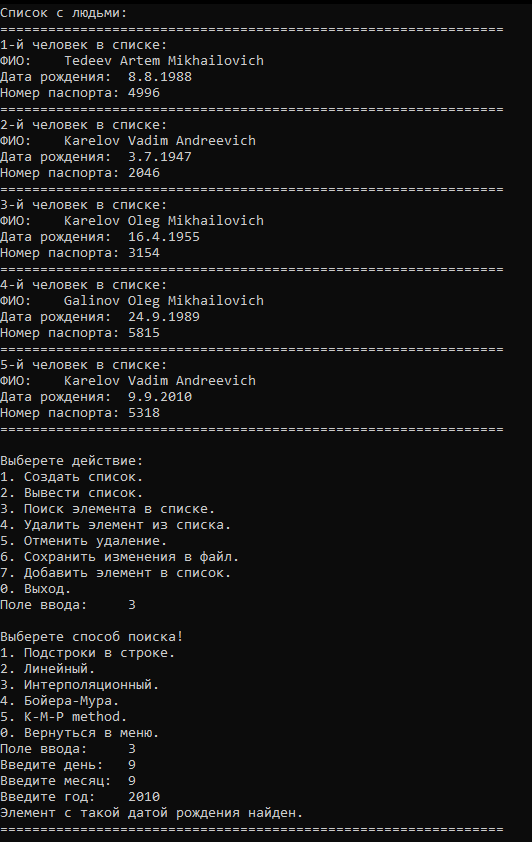 Список с людьми:
===============================================================
1-й человек в списке:
ФИО:    Tedeev Artem Mikhailovich
Дата рождения:  8.8.1988
Номер паспорта: 4996
===============================================================
2-й человек в списке:
ФИО:    Karelov Vadim Andreevich
Дата рождения:  3.7.1947
Номер паспорта: 2046
===============================================================
3-й человек в списке:
ФИО:    Karelov Oleg Mikhailovich
Дата рождения:  16.4.1955
Номер паспорта: 3154
===============================================================
4-й человек в списке:
ФИО:    Galinov Oleg Mikhailovich
Дата рождения:  24.9.1989
Номер паспорта: 5815
===============================================================
5-й человек в списке:
ФИО:    Karelov Vadim Andreevich
Дата рождения:  9.9.2010
Номер паспорта: 5318
===============================================================
Выберете действие:
1. Создать список.
2. Вывести список.
3. Поиск элемента в списке.
4. Удалить элемент из списка.
5. Отменить удаление.
6. Сохранить изменения в файл.
7. Добавить элемент в список.
0. Выход.
Поле ввода:     3
Выберете способ поиска!
1. Подстроки в строке.
2. Линейный.
3. Интерполяционный.
4. Бойера-Мура.
5. K-M-P method.
0. Вернуться в меню.
Поле ввода:     3
Введите день:   9
Введите месяц:  9
Введите год:    2010
Элемент с такой датой рождения найден.
===============================================================